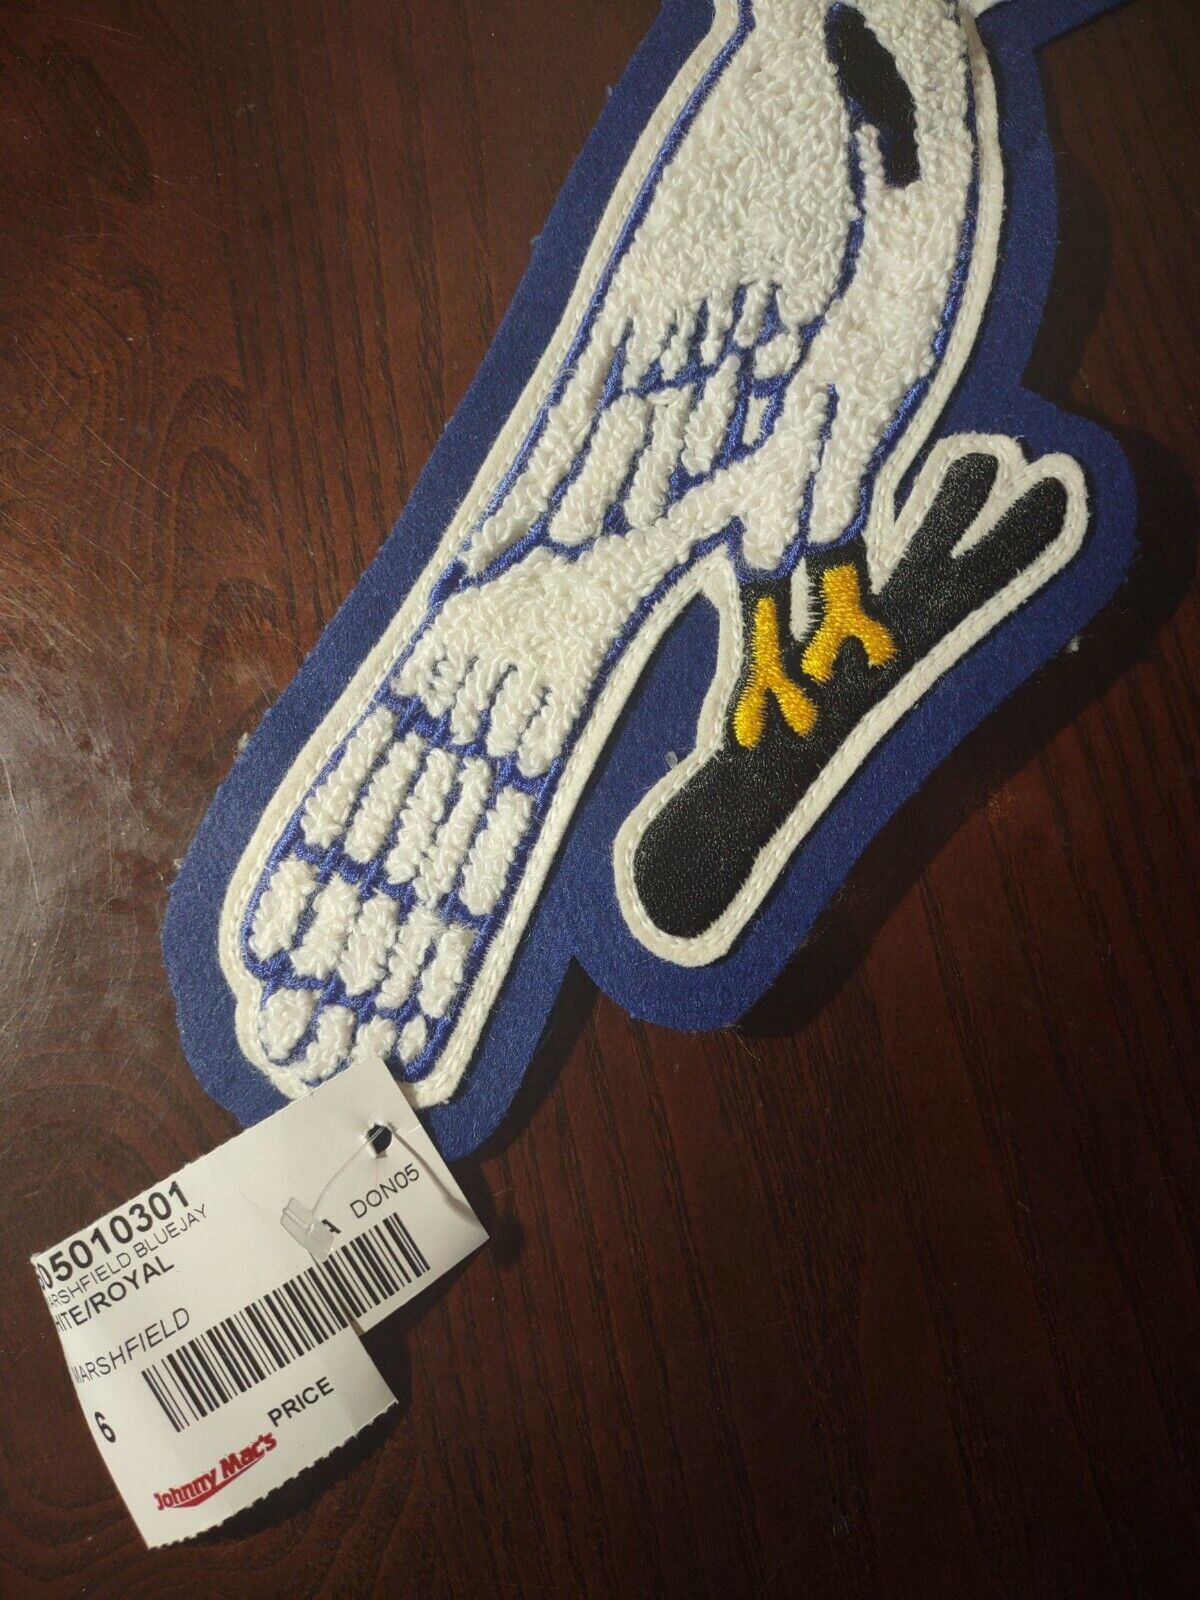 05010301
ARSHFIELD BLUEJAY
HITE/ROYAL
A DON05
MARSHFIELD
6
PRICE
Johnny Mac's